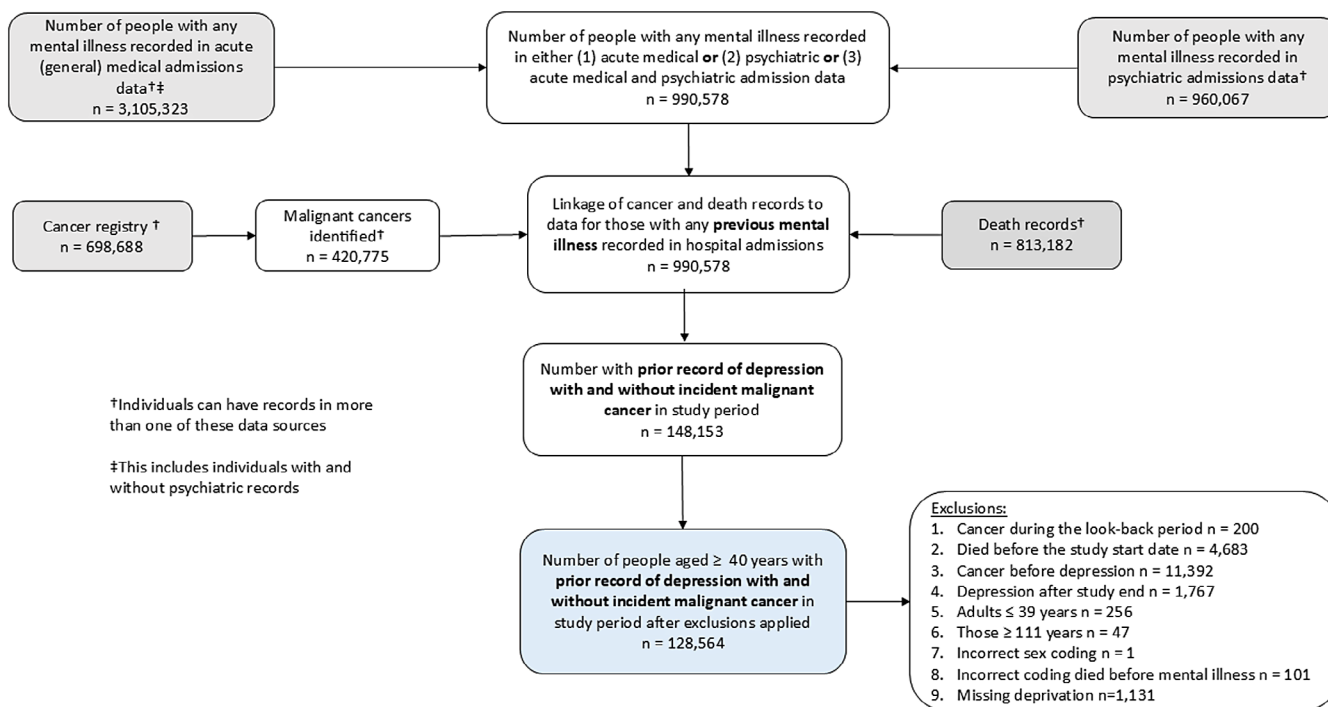 Number of people with any
mental illness recorded in acute
(general) medical admissions
data†‡
n = 3,105,323
Number of people with any mental illness recorded
in either (1) acute medical or (2) psychiatric or (3)
acute medical and psychiatric admission data
n = 990,578
Number of people with any
mental illness recorded in
psychiatric admissions data†
n = 960,067
Cancer registry †
n = 698,688
Malignant cancers
identified†
n = 420,775
Linkage of cancer and death records to
data for those with any previous mental
illness recorded in hospital admissions
n = 990,578
Death records†
n = 813,182
Number with prior record of depression
with and without incident malignant
cancer in study period
n = 148,153
†Individuals can have records in more
than one of these data sources
‡This includes individuals with and
without psychiatric records
Number of people aged ≥ 40 years with
prior record of depression with and
without incident malignant cancer in
study period after exclusions applied
n = 128,564
Exclusions:
1. Cancer during the look-back period n = 200
2. Died before the study start date n = 4,683
3. Cancer before depression n = 11,392
4. Depression after study end n = 1,767
5. Adults ≤ 39 years n = 256
6. Those ≥ 111 years n = 47
7. Incorrect sex coding n = 1
8. Incorrect coding died before mental illness n = 101
9. Missing deprivation n=1,131